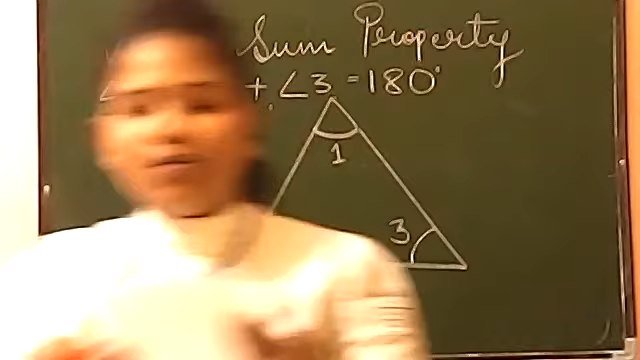 Sum Property
+ ∠3 = 180°
1
3